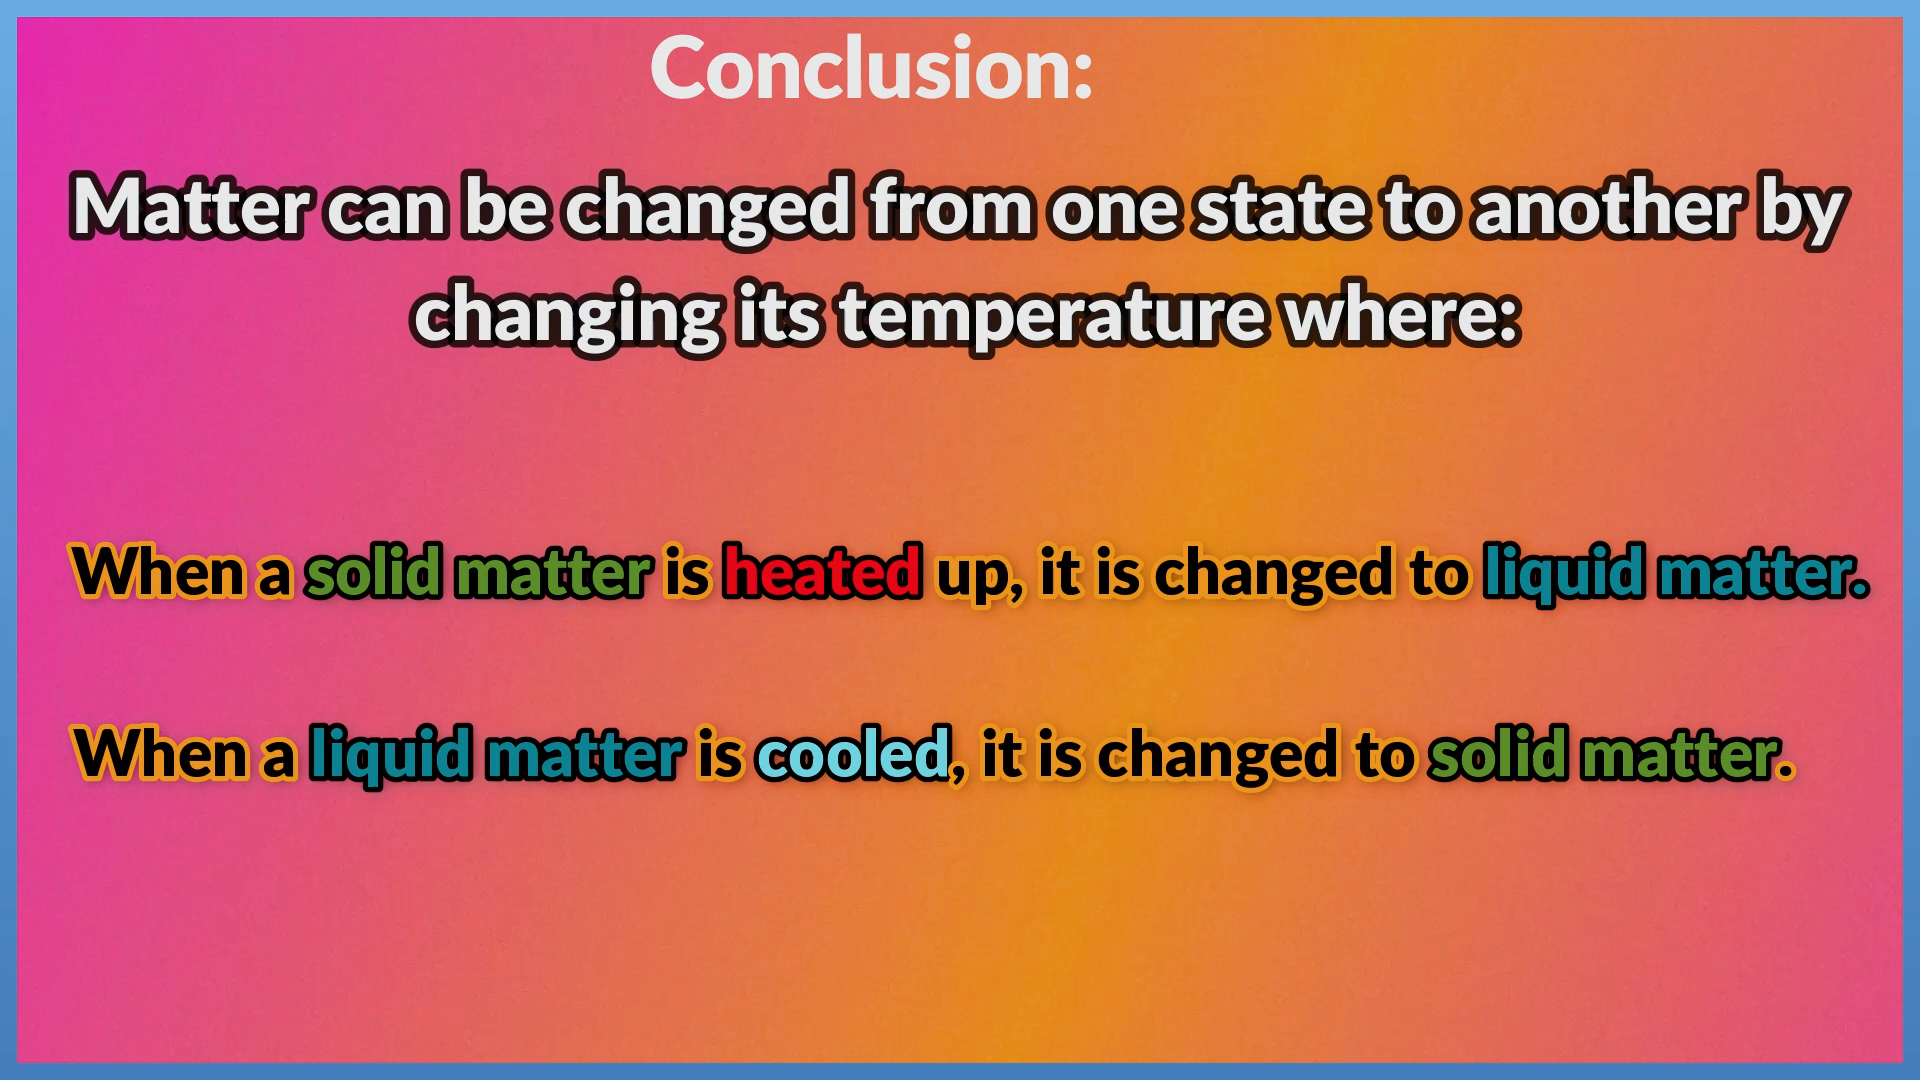 Conclusion:
Matter can be changed from one state to another by
changing its temperature where:
When a solid matter is heated up, it is changed to liquid matter.
When a liquid matter is cooled, it is changed to solid matter.